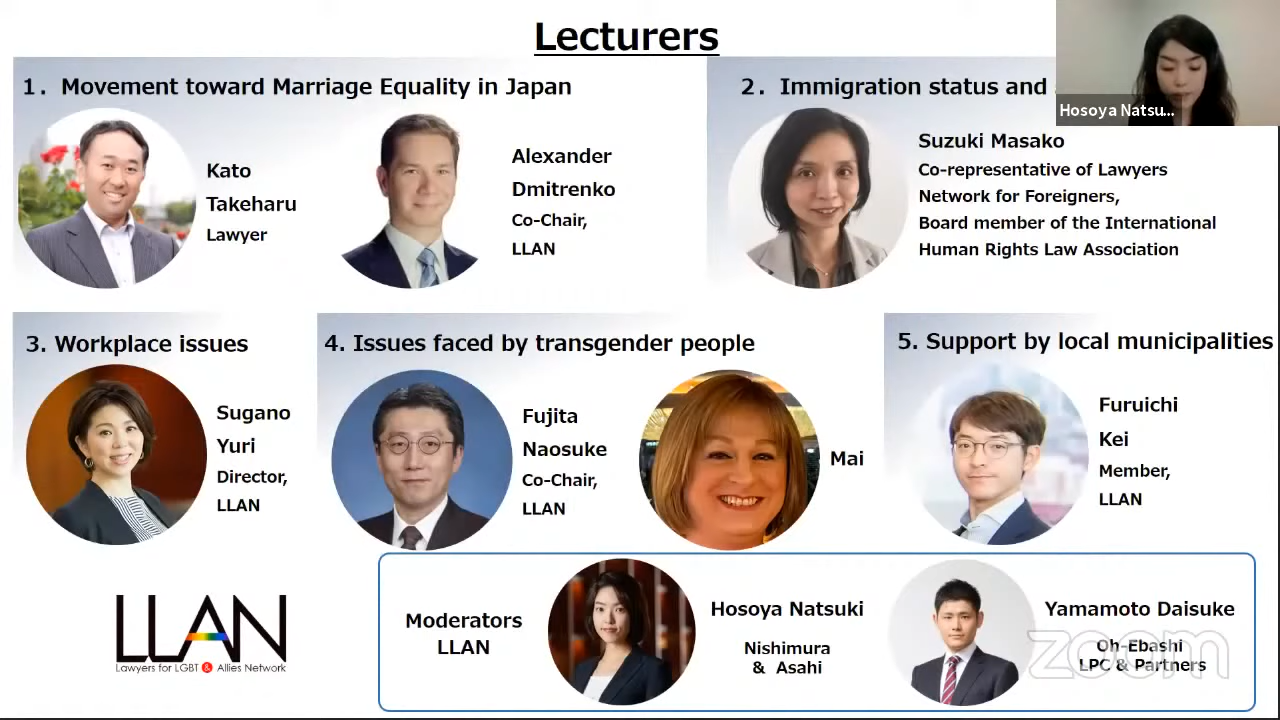 Lecturers
1. Movement toward Marriage Equality in Japan
Kato
Takeharu
Lawyer
Alexander
Dmitrenko
Co-Chair,
LLAN
2. Immigration status and
Hosoya Natsu...
Suzuki Masako
Co-representative of Lawyers
Network for Foreigners,
Board member of the International
Human Rights Law Association
3. Workplace issues
Sugano
Yuri
Director,
LLAN
4. Issues faced by transgender people
Fujita
Naosuke
Co-Chair,
LLAN
Mai
5. Support by local municipalities
Furuichi
Kei
Member,
LLAN
LLAN
Lawyers for LGBT & Allies Network
Moderators
LLAN
Hosoya Natsuki
Nishimura
& Asahi
Yamamoto Daisuke
Oh-Ebashi
LPC & Partners
zoom